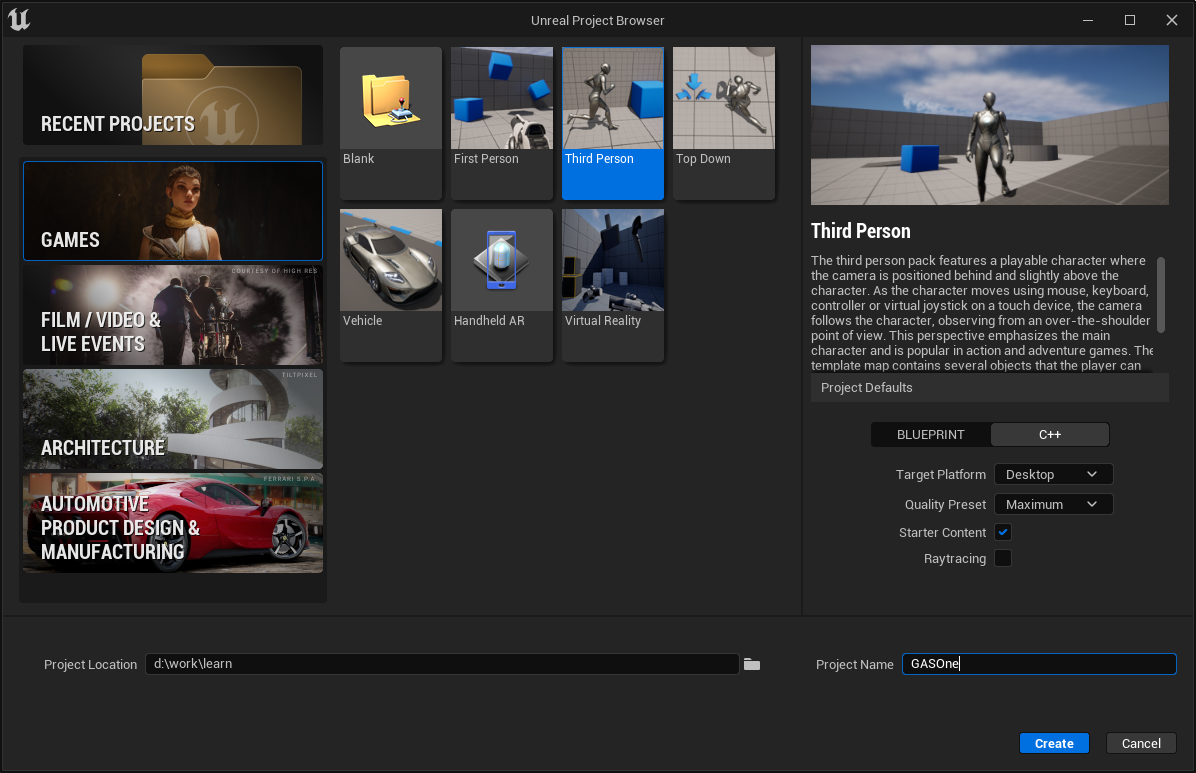 Unreal Project Browser
RECENT PROJECTS
GAMES
COURTESY OF HIGH RES
FILM / VIDEO &
LIVE EVENTS
TILTPIXEL
ARCHITECTURE
FERRARI S.P.A.
AUTOMOTIVE
PRODUCT DESIGN &
MANUFACTURING
Blank
First Person
Third Person
Top Down
Vehicle
Handheld AR
Virtual Reality
Third Person
The third person pack features a playable character where
the camera is positioned behind and slightly above the
character. As the character moves using mouse, keyboard,
controller or virtual joystick on a touch device, the camera
follows the character, observing from an over-the-shoulder
point of view. This perspective emphasizes the main
character and is popular in action and adventure games. The
template map contains several objects that the player can
Project Defaults
BLUEPRINT
C++
Target Platform
Desktop
Quality Preset
Maximum
Starter Content
Raytracing
Project Location
d:\work\learn
Project Name
GASOne
Create
Cancel